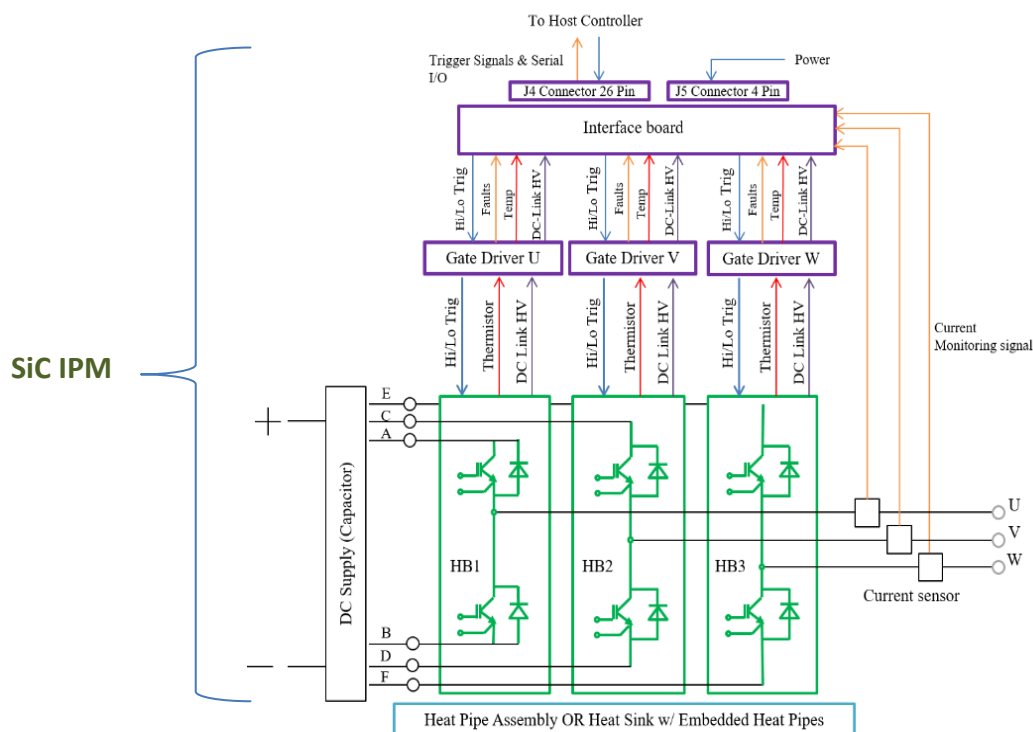 To Host Controller
Trigger Signals & Serial
I/O
Power
J4 Connector 26 Pin
J5 Connector 4 Pin
Interface board
Hi/Lo Trig
Faults
Temp
DC-Link HV
Hi/Lo Trig
Faults
Temp
DC-Link HV
Hi/Lo Trig
Faults
Temp
DC-Link HV
Gate Driver U
Gate Driver V
Gate Driver W
Hi/Lo Trig
Thermistor
DC Link HV
Hi/Lo Trig
Thermistor
DC Link HV
Hi/Lo Trig
Thermistor
DC Link HV
Current
Monitoring signal
SiC IPM
E
C
A
+
DC Supply (Capacitor)
U
V
W
HB1
HB2
HB3
Current sensor
B
D
F
—
Heat Pipe Assembly OR Heat Sink w/ Embedded Heat Pipes